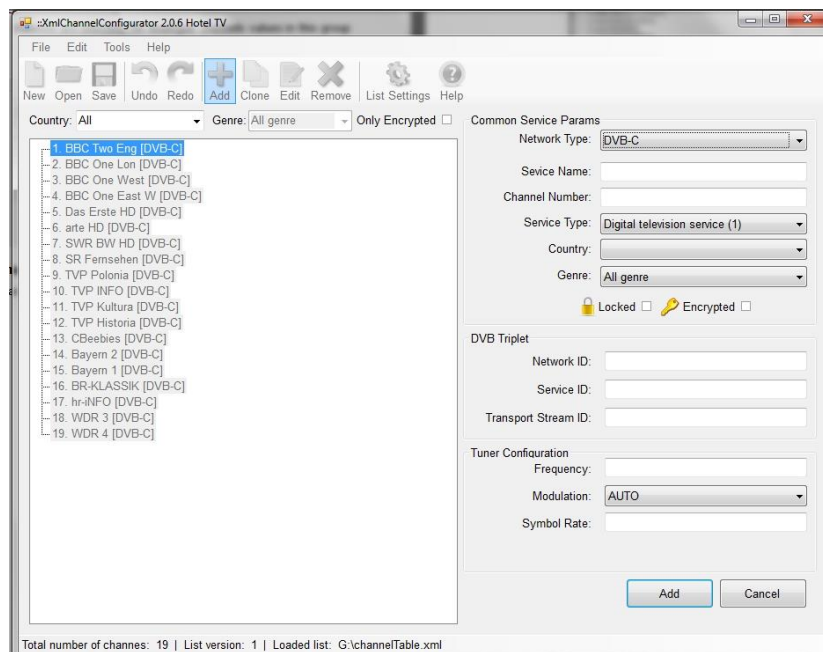 ::XmlChannelConfigurator 2.0.6 Hotel TV
File Edit Tools Help
New Open Save Undo Redo Add Clone Edit Remove List Settings Help
Country: All Genre: All genre Only Encrypted
1. BBC Two Eng [DVB-C]
2. BBC One Lon [DVB-C]
3. BBC One West [DVB-C]
4. BBC One East W [DVB-C]
5. Das Erste HD [DVB-C]
6. arte HD [DVB-C]
7. SWR BW HD [DVB-C]
8. SR Fernsehen [DVB-C]
9. TVP Polonia [DVB-C]
10. TVP INFO [DVB-C]
11. TVP Kultura [DVB-C]
12. TVP Historia [DVB-C]
13. CBeebies [DVB-C]
14. Bayern 2 [DVB-C]
15. Bayern 1 [DVB-C]
16. BR-KLASSIK [DVB-C]
17. hr-iNFO [DVB-C]
18. WDR 3 [DVB-C]
19. WDR 4 [DVB-C]
Common Service Params
Network Type: DVB-C
Sevice Name:
Channel Number:
Service Type: Digital television service (1)
Country:
Genre: All genre
Locked Encrypted
DVB Triplet
Network ID:
Service ID:
Transport Stream ID:
Tuner Configuration
Frequency:
Modulation: AUTO
Symbol Rate:
Add Cancel
Total number of channes: 19 | List version: 1 | Loaded list: G:\channelTable.xml